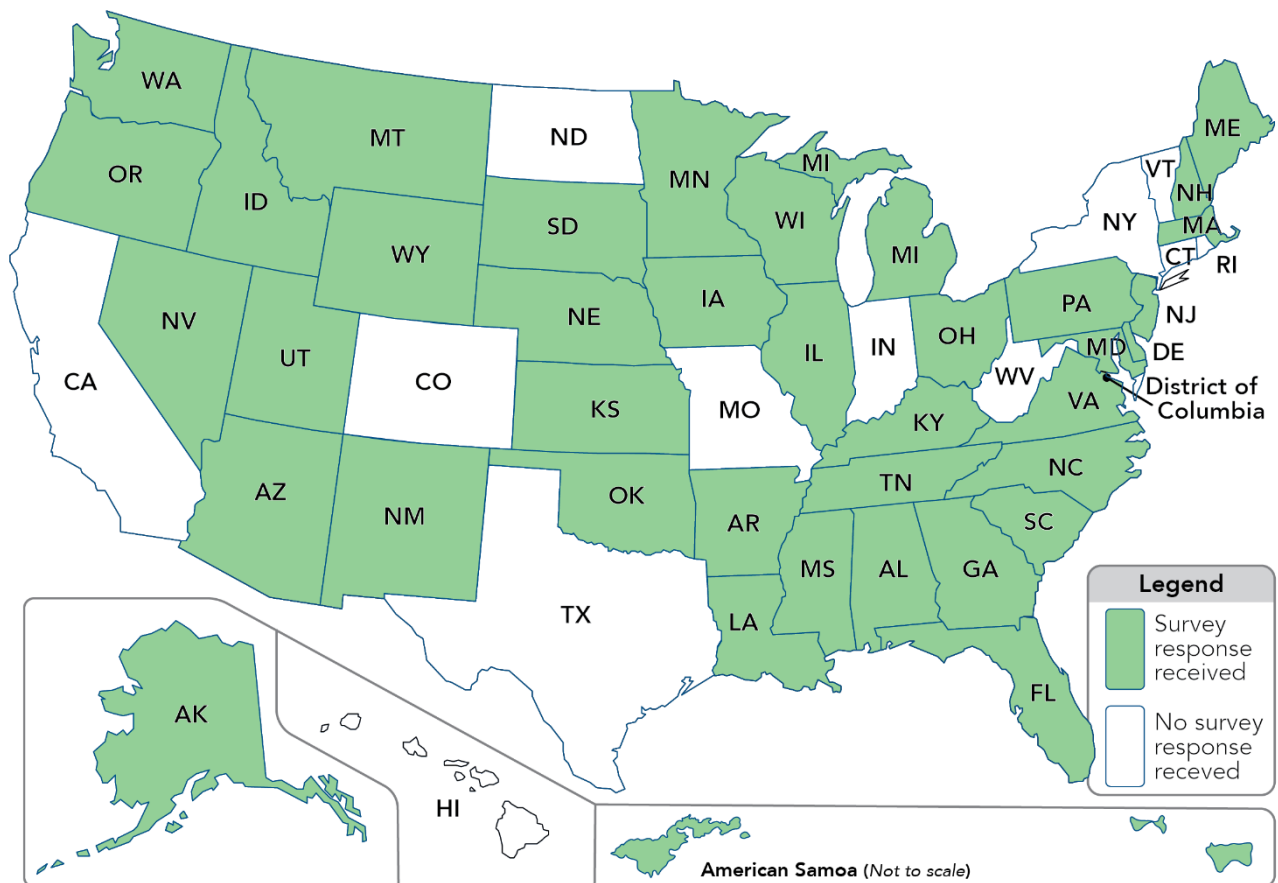 WA
MT
ND
MN
MI
ME
VT
NH
OR
ID
SD
WI
MI
NY
MA
WY
CT
RI
IA
PA
NJ
NV
NE
OH
UT
IL
IN
MD
DE
CA
CO
WV
District of
Columbia
KS
MO
KY
VA
NC
AZ
OK
TN
NM
AR
SC
MS
AL
GA
TX
LA
FL
Legend
Survey
response
received
No survey
response
receved
AK
HI
American Samoa (Not to scale)